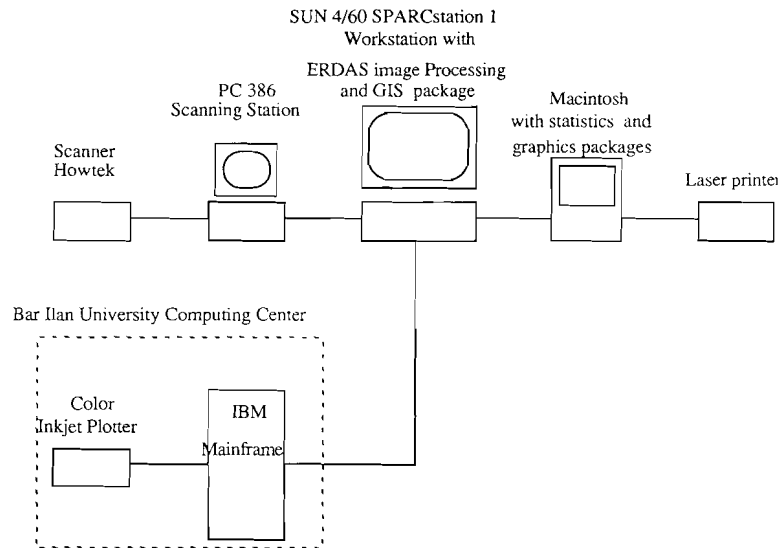 SUN 4/60 SPARCstation 1
Workstation with
ERDAS image Processing
and GIS package
PC 386
Scanning Station
Macintosh
with statistics and
graphics packages
Scanner
Howtek
Laser printer
Bar Ilan University Computing Center
Color
Inkjet Plotter
IBM
Mainframe